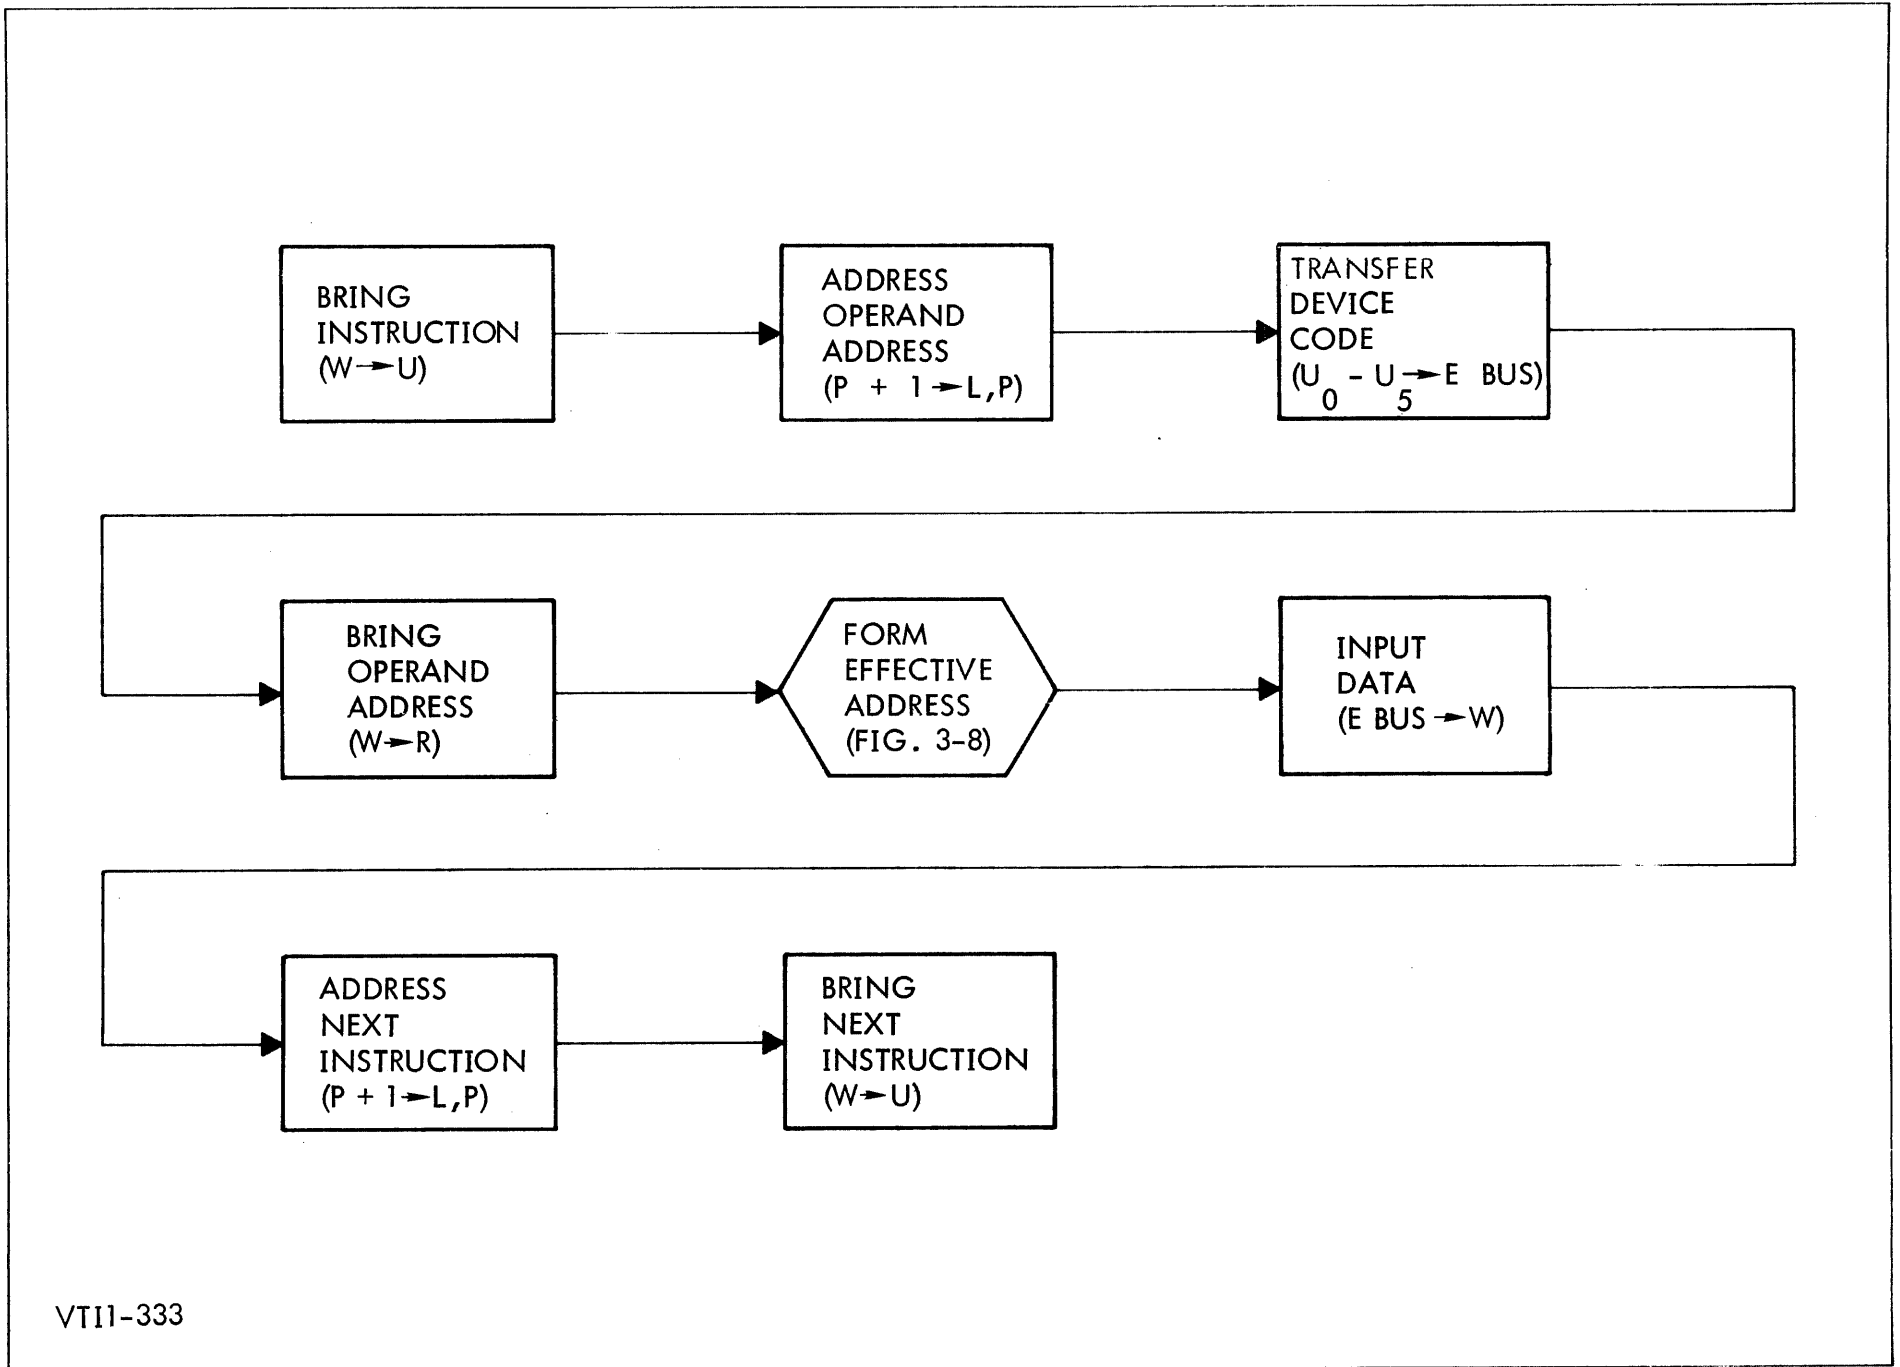 BRING
INSTRUCTION
(W→U)
ADDRESS
OPERAND
ADDRESS
(P + 1→L,P)
TRANSFER
DEVICE
CODE
(U₀ - U₅→E BUS)
BRING
OPERAND
ADDRESS
(W→R)
FORM
EFFECTIVE
ADDRESS
(FIG. 3-8)
INPUT
DATA
(E BUS→W)
ADDRESS
NEXT
INSTRUCTION
(P + 1→L,P)
BRING
NEXT
INSTRUCTION
(W→U)
VTI1-333